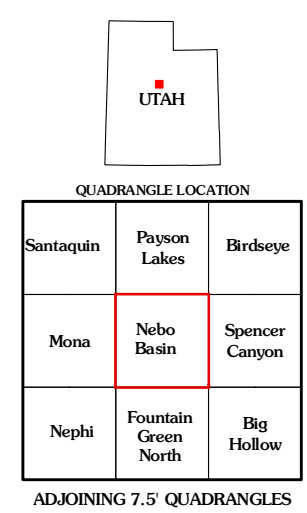 UTAH
QUADRANGLE LOCATION
Santaquin
Payson
Lakes
Birdseye
Mona
Nebo
Basin
Spencer
Canyon
Nephi
Fountain
Green
North
Big
Hollow
ADJOINING 7.5' QUADRANGLES